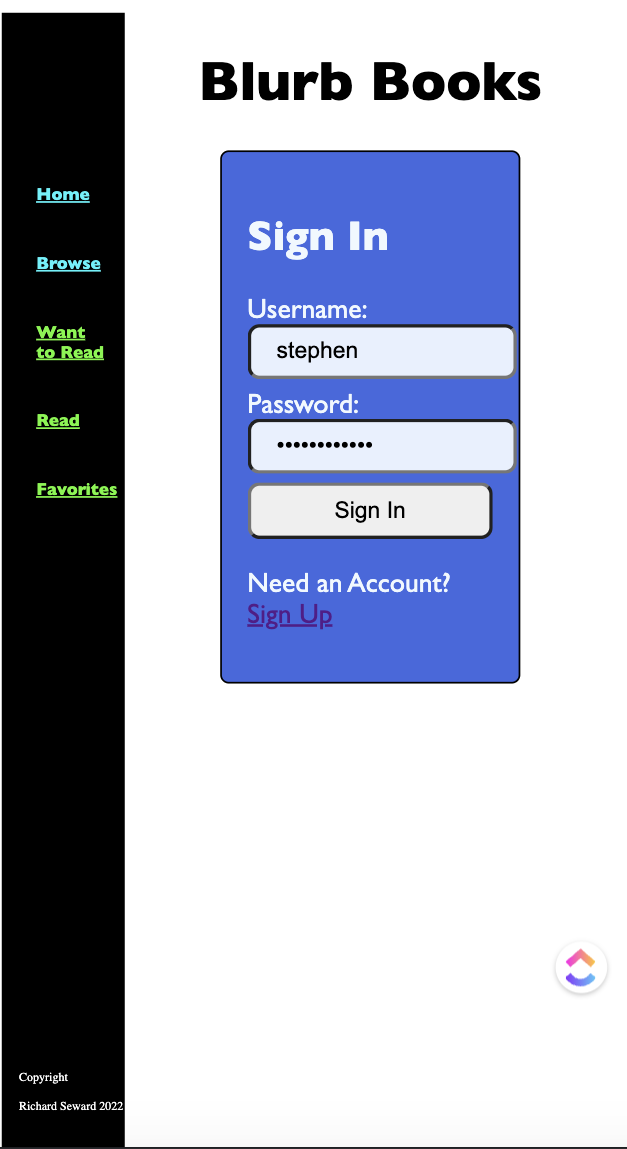 Blurb Books
Home
Browse
Want
to Read
Read
Favorites
Sign In
Username:
stephen
Password:
••••••••••••
Sign In
Need an Account?
Sign Up
Copyright
Richard Seward 2022